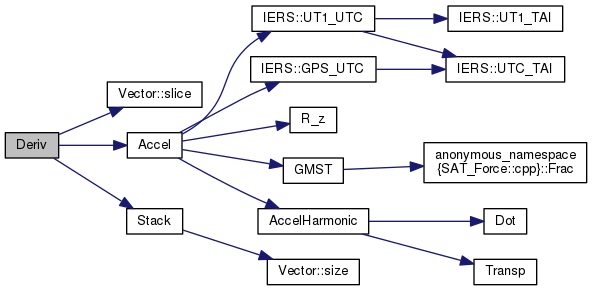 Deriv
Vector::slice
Accel
Stack
IERS::UT1_UTC
IERS::GPS_UTC
R_z
GMST
AccelHarmonic
Vector::size
IERS::UT1_TAI
IERS::UTC_TAI
anonymous_namespace
{SAT_Force::cpp}::Frac
Dot
Transp